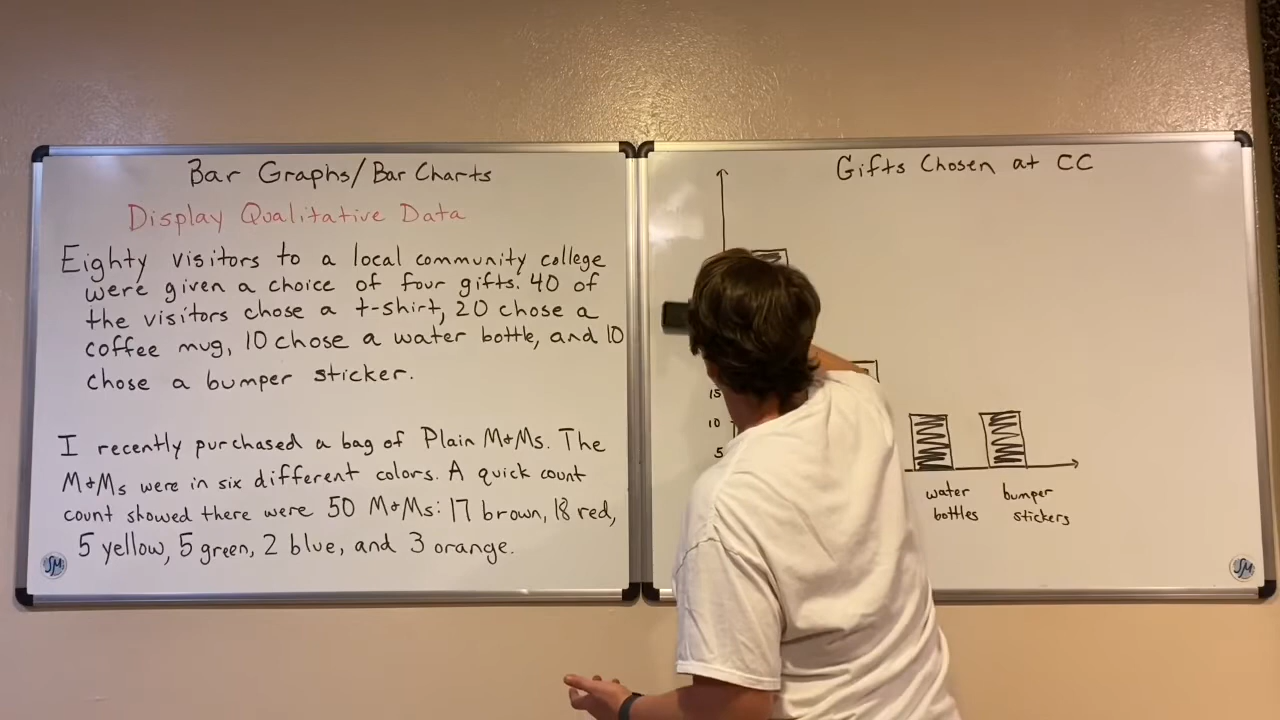 Bar Graphs/Bar Charts
Display Qualitative Data
Eighty visitors to a local community college
were given a choice of four gifts. 40 of
the visitors chose a t-shirt, 20 chose a
coffee mug, 10 chose a water bottle, and 10
chose a bumper sticker.
I recently purchased a bag of Plain M&Ms. The
M&Ms were in six different colors. A quick count
count showed there were 50 M&Ms: 17 brown, 18 red,
5 yellow, 5 green, 2 blue, and 3 orange.
SM
Gifts Chosen at CC
15
10
5
water
bottles
bumper
stickers
SM